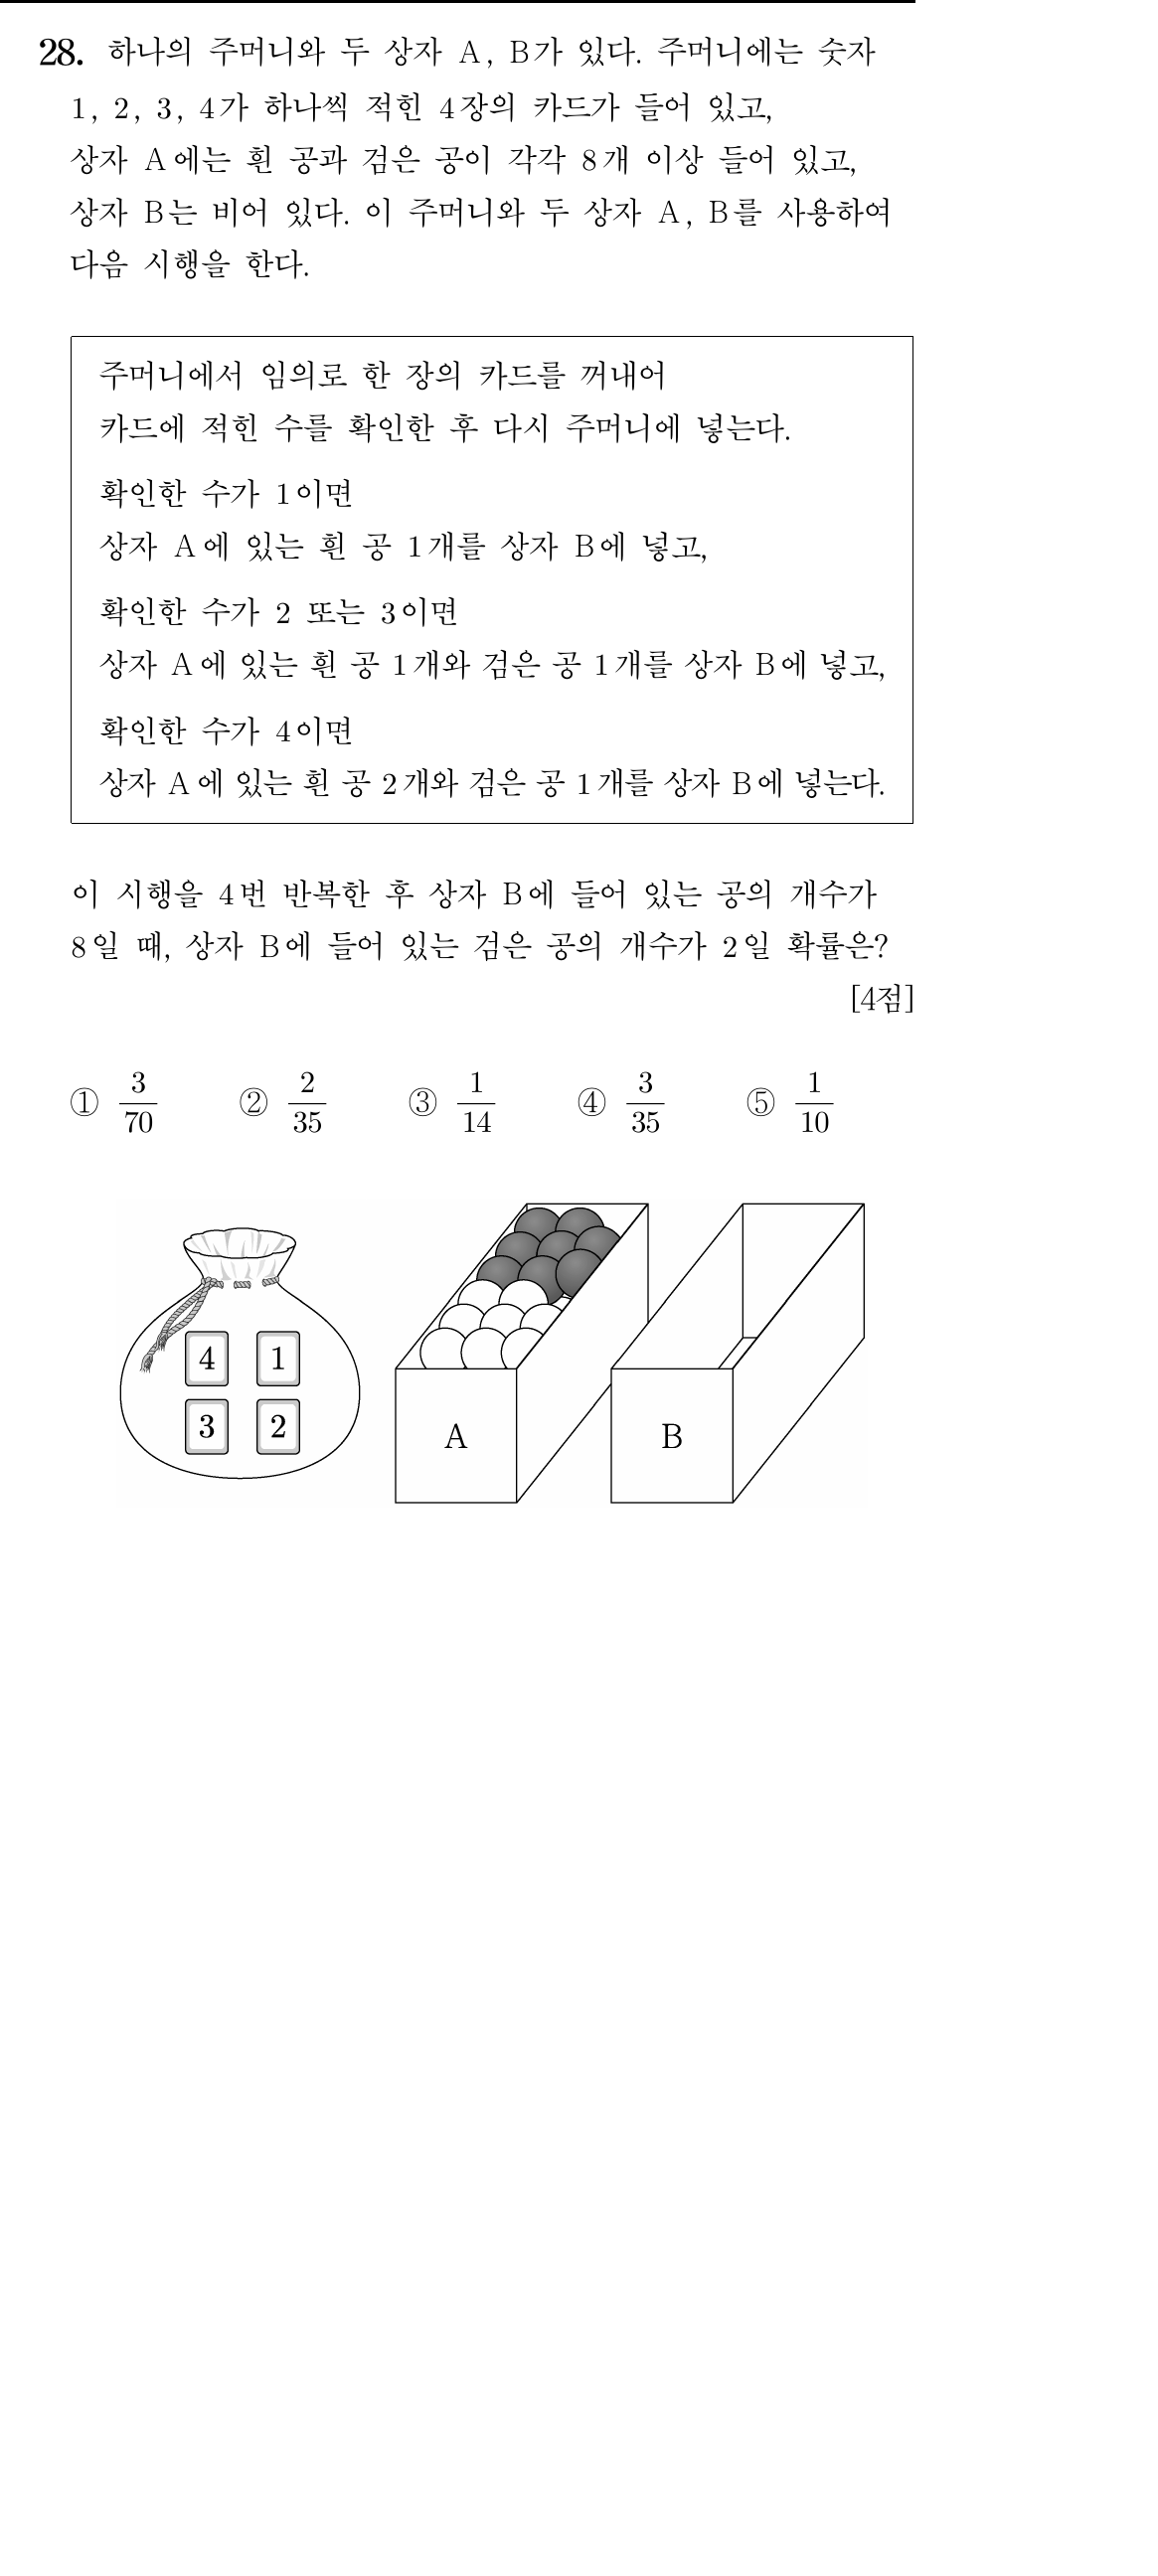 28. 하나의 주머니와 두 상자 A, B가 있다. 주머니에는 숫자
1, 2, 3, 4가 하나씩 적힌 4장의 카드가 들어 있고,
상자 A에는 흰 공과 검은 공이 각각 8개 이상 들어 있고,
상자 B는 비어 있다. 이 주머니와 두 상자 A, B를 사용하여
다음 시행을 한다.
주머니에서 임의로 한 장의 카드를 꺼내어
카드에 적힌 수를 확인한 후 다시 주머니에 넣는다.
확인한 수가 1이면
상자 A에 있는 흰 공 1개를 상자 B에 넣고,
확인한 수가 2 또는 3이면
상자 A에 있는 흰 공 1개와 검은 공 1개를 상자 B에 넣고,
확인한 수가 4이면
상자 A에 있는 흰 공 2개와 검은 공 1개를 상자 B에 넣는다.
이 시행을 4번 반복한 후 상자 B에 들어 있는 공의 개수가
8일 때, 상자 B에 들어 있는 검은 공의 개수가 2일 확률은?
[4점]
① 3/70 ② 2/35 ③ 1/14 ④ 3/35 ⑤ 1/10
4 1
3 2
A B